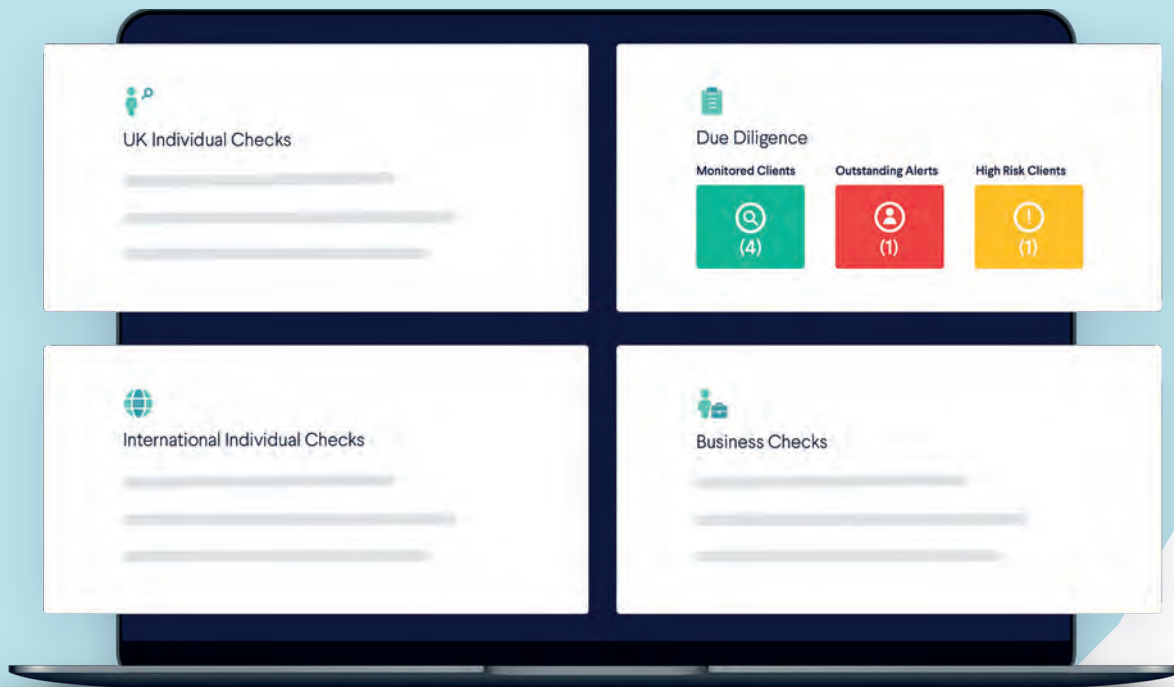 UK Individual Checks
Due Diligence
Monitored Clients Outstanding Alerts High Risk Clients
(4) (1) (1)
International Individual Checks
Business Checks